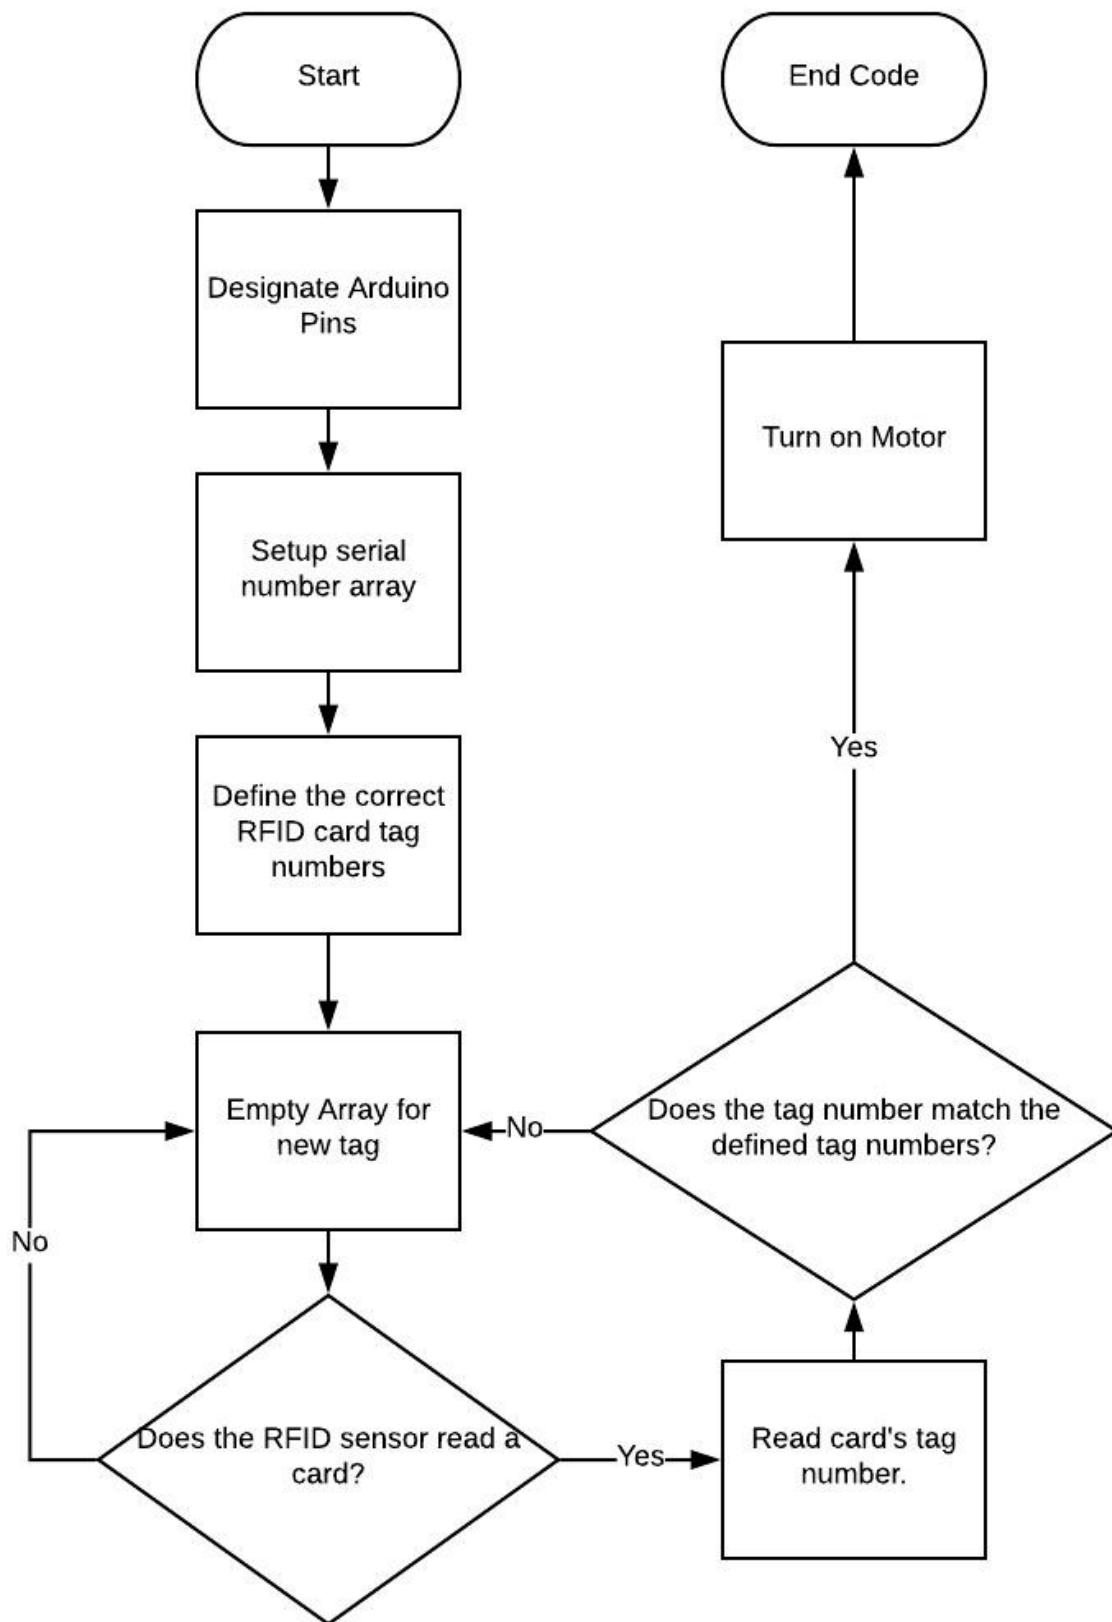 Start
Designate Arduino
Pins
Setup serial
number array
Define the correct
RFID card tag
numbers
Empty Array for
new tag
No
Does the RFID sensor read a
card?
Yes
Read card's tag
number.
Does the tag number match the
defined tag numbers?
No
Yes
Turn on Motor
End Code